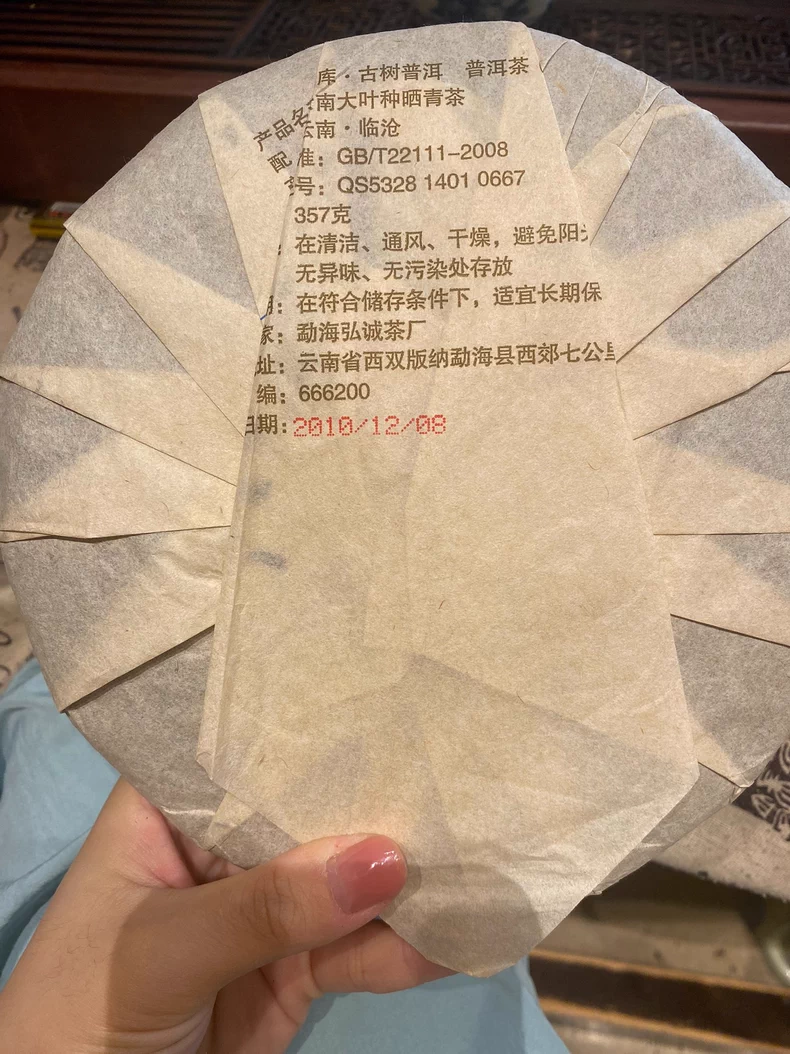 产品名 库·古树普洱 普洱茶
配 南大叶种晒青茶
云南·临沧
准：GB/T22111-2008
号：QS5328 1401 0667
357克
：在清洁、通风、干燥，避免阳
无异味、无污染处存放
期：在符合储存条件下，适宜长期保
家：勐海弘诚茶厂
址：云南省西双版纳勐海县西郊七公里
编：666200
日期：2010/12/08